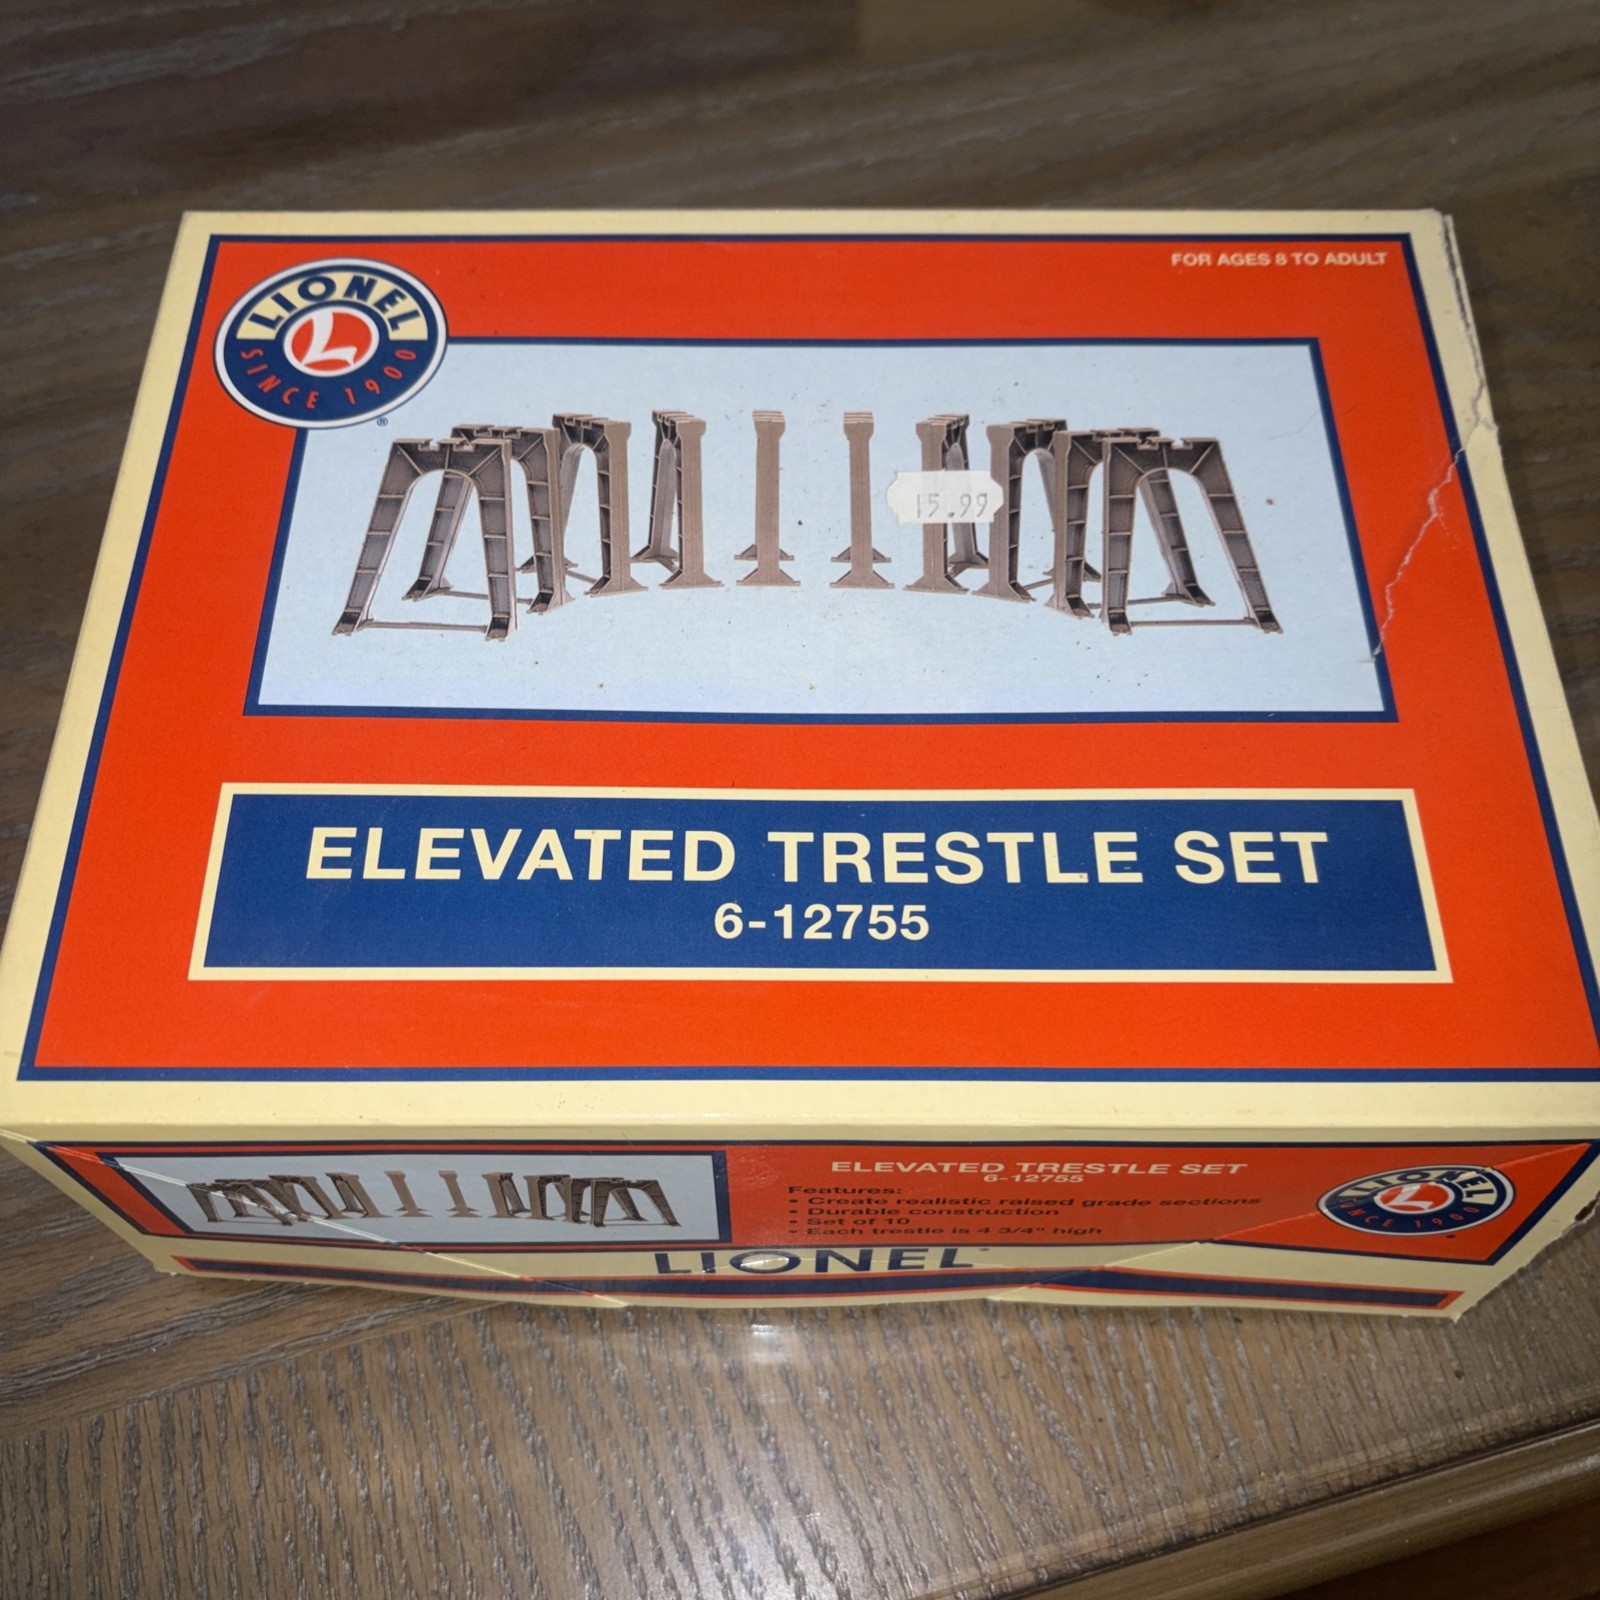 FOR AGES 8 TO ADULT
LIONEL
L
SINCE 1900
®
15.99
ELEVATED TRESTLE SET
6-12755
ELEVATED TRESTLE SET
6-12755
Features:
• Create realistic raised grade sections
• Durable construction
• Set of 10
• Each trestle is 4 3/4" high
LIONEL
L
SINCE 1900
LIONEL